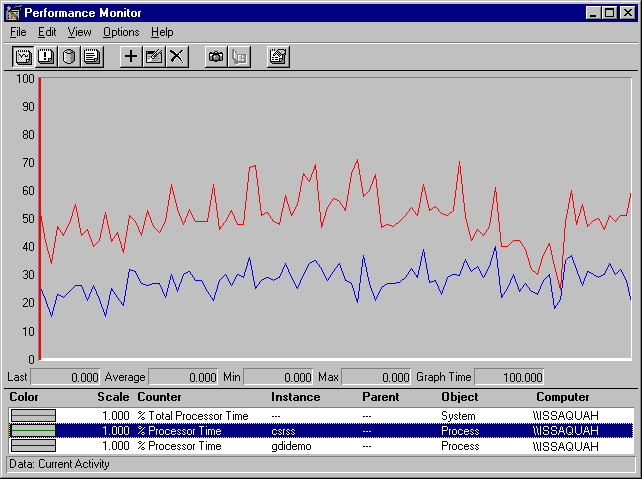 Performance Monitor
File Edit View Options Help
100
90
80
70
60
50
40
30
20
10
0
Last 0.000 Average 0.000 Min 0.000 Max 0.000 Graph Time 100.000
Color Scale Counter Instance Parent Object Computer
1.000 % Total Processor Time --- --- System \\ISSAQUAH
1.000 % Processor Time csrss --- Process \\ISSAQUAH
1.000 % Processor Time gdidemo --- Process \\ISSAQUAH
Data: Current Activity